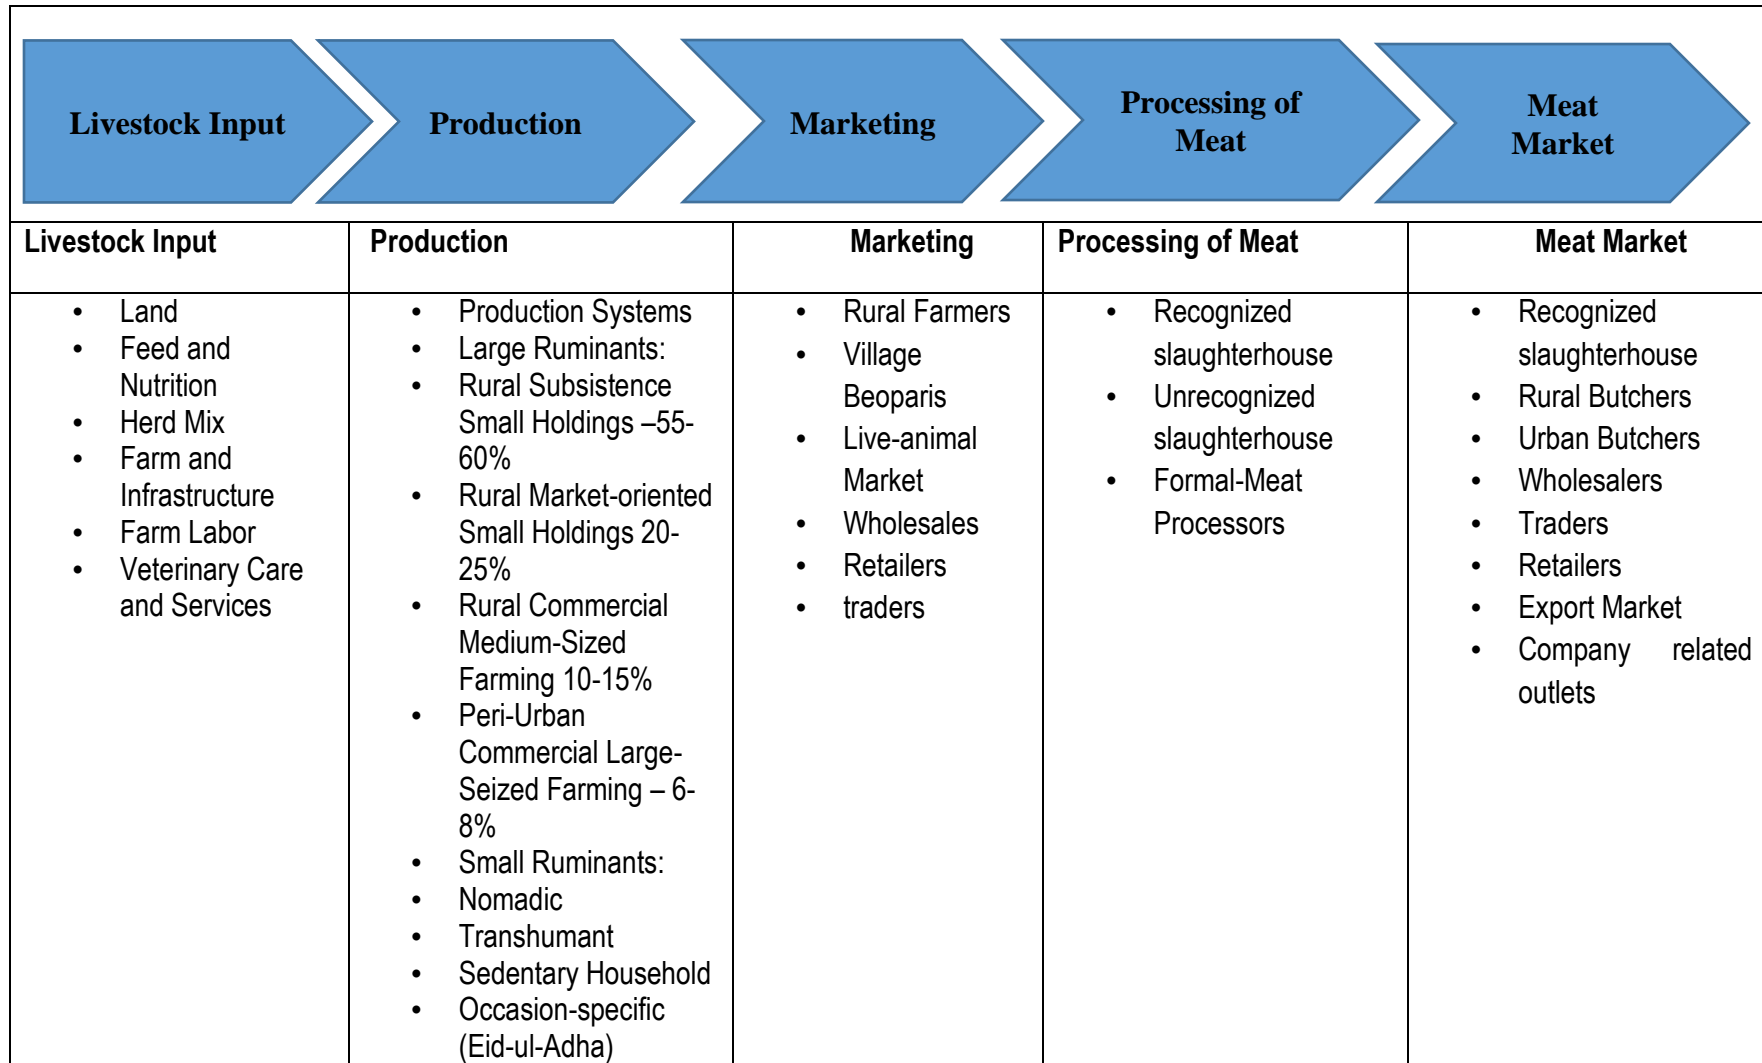 Livestock Input
Production
Marketing
Processing of
Meat
Meat
Market
Livestock Input
Production
Marketing
Processing of Meat
Meat Market
• Land
• Feed and
Nutrition
• Herd Mix
• Farm and
Infrastructure
• Farm Labor
• Veterinary Care
and Services
• Production Systems
• Large Ruminants:
• Rural Subsistence
Small Holdings –55-
60%
• Rural Market-oriented
Small Holdings 20-
25%
• Rural Commercial
Medium-Sized
Farming 10-15%
• Peri-Urban
Commercial Large-
Seized Farming – 6-
8%
• Small Ruminants:
• Nomadic
• Transhumant
• Sedentary Household
• Occasion-specific
(Eid-ul-Adha)
• Rural Farmers
• Village
Beoparis
• Live-animal
Market
• Wholesales
• Retailers
• traders
• Recognized
slaughterhouse
• Unrecognized
slaughterhouse
• Formal-Meat
Processors
• Recognized
slaughterhouse
• Rural Butchers
• Urban Butchers
• Wholesalers
• Traders
• Retailers
• Export Market
• Company related
outlets